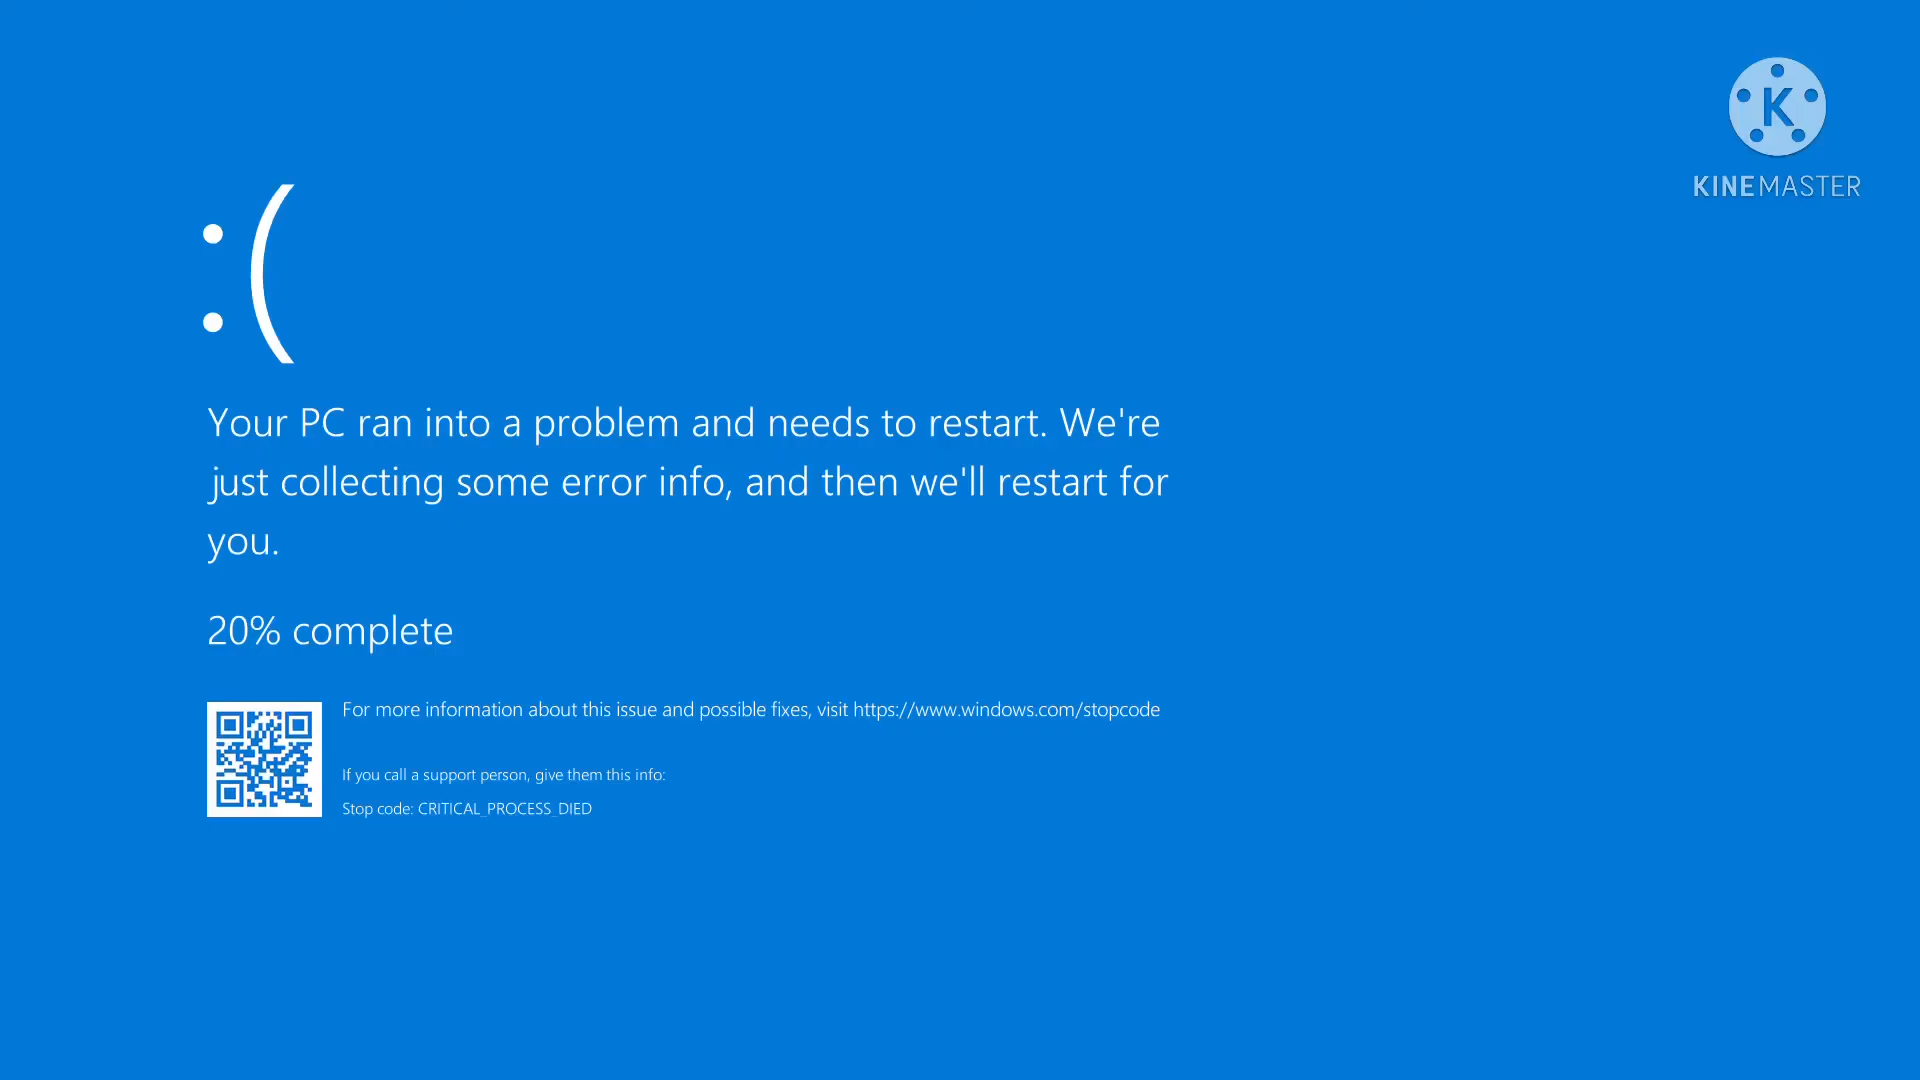 K
KINEMASTER
:(
Your PC ran into a problem and needs to restart. We're
just collecting some error info, and then we'll restart for
you.
20% complete
For more information about this issue and possible fixes, visit https://www.windows.com/stopcode
If you call a support person, give them this info:
Stop code: CRITICAL_PROCESS_DIED